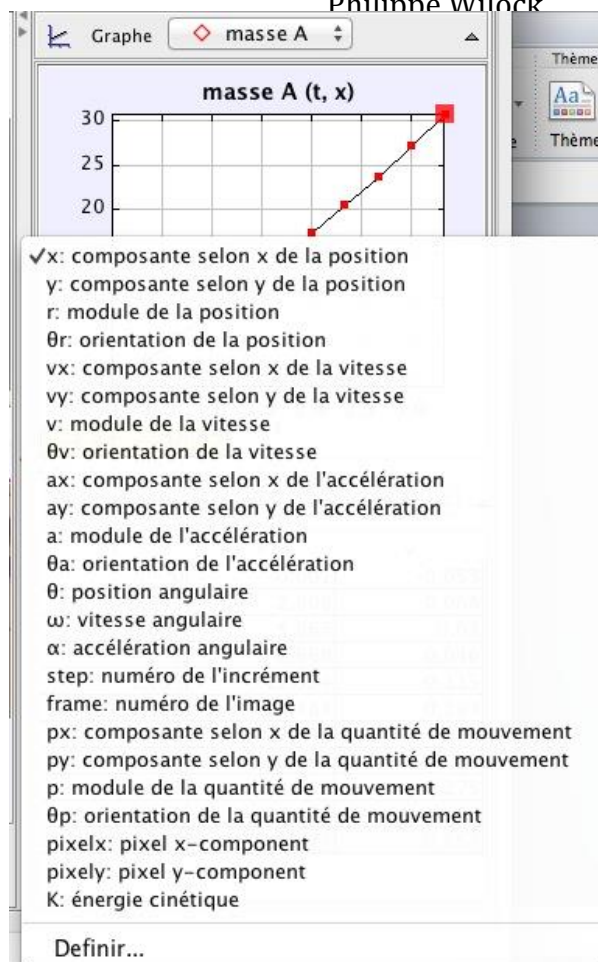 Philippe Wilock
Graphe masse A
Thème
Aa
Thème
masse A (t, x)
30
25
20
✓x: composante selon x de la position
y: composante selon y de la position
r: module de la position
θr: orientation de la position
vx: composante selon x de la vitesse
vy: composante selon y de la vitesse
v: module de la vitesse
θv: orientation de la vitesse
ax: composante selon x de l'accélération
ay: composante selon y de l'accélération
a: module de l'accélération
θa: orientation de l'accélération
θ: position angulaire
ω: vitesse angulaire
α: accélération angulaire
step: numéro de l'incrément
frame: numéro de l'image
px: composante selon x de la quantité de mouvement
py: composante selon y de la quantité de mouvement
p: module de la quantité de mouvement
θp: orientation de la quantité de mouvement
pixelx: pixel x-component
pixely: pixel y-component
K: énergie cinétique
Definir...